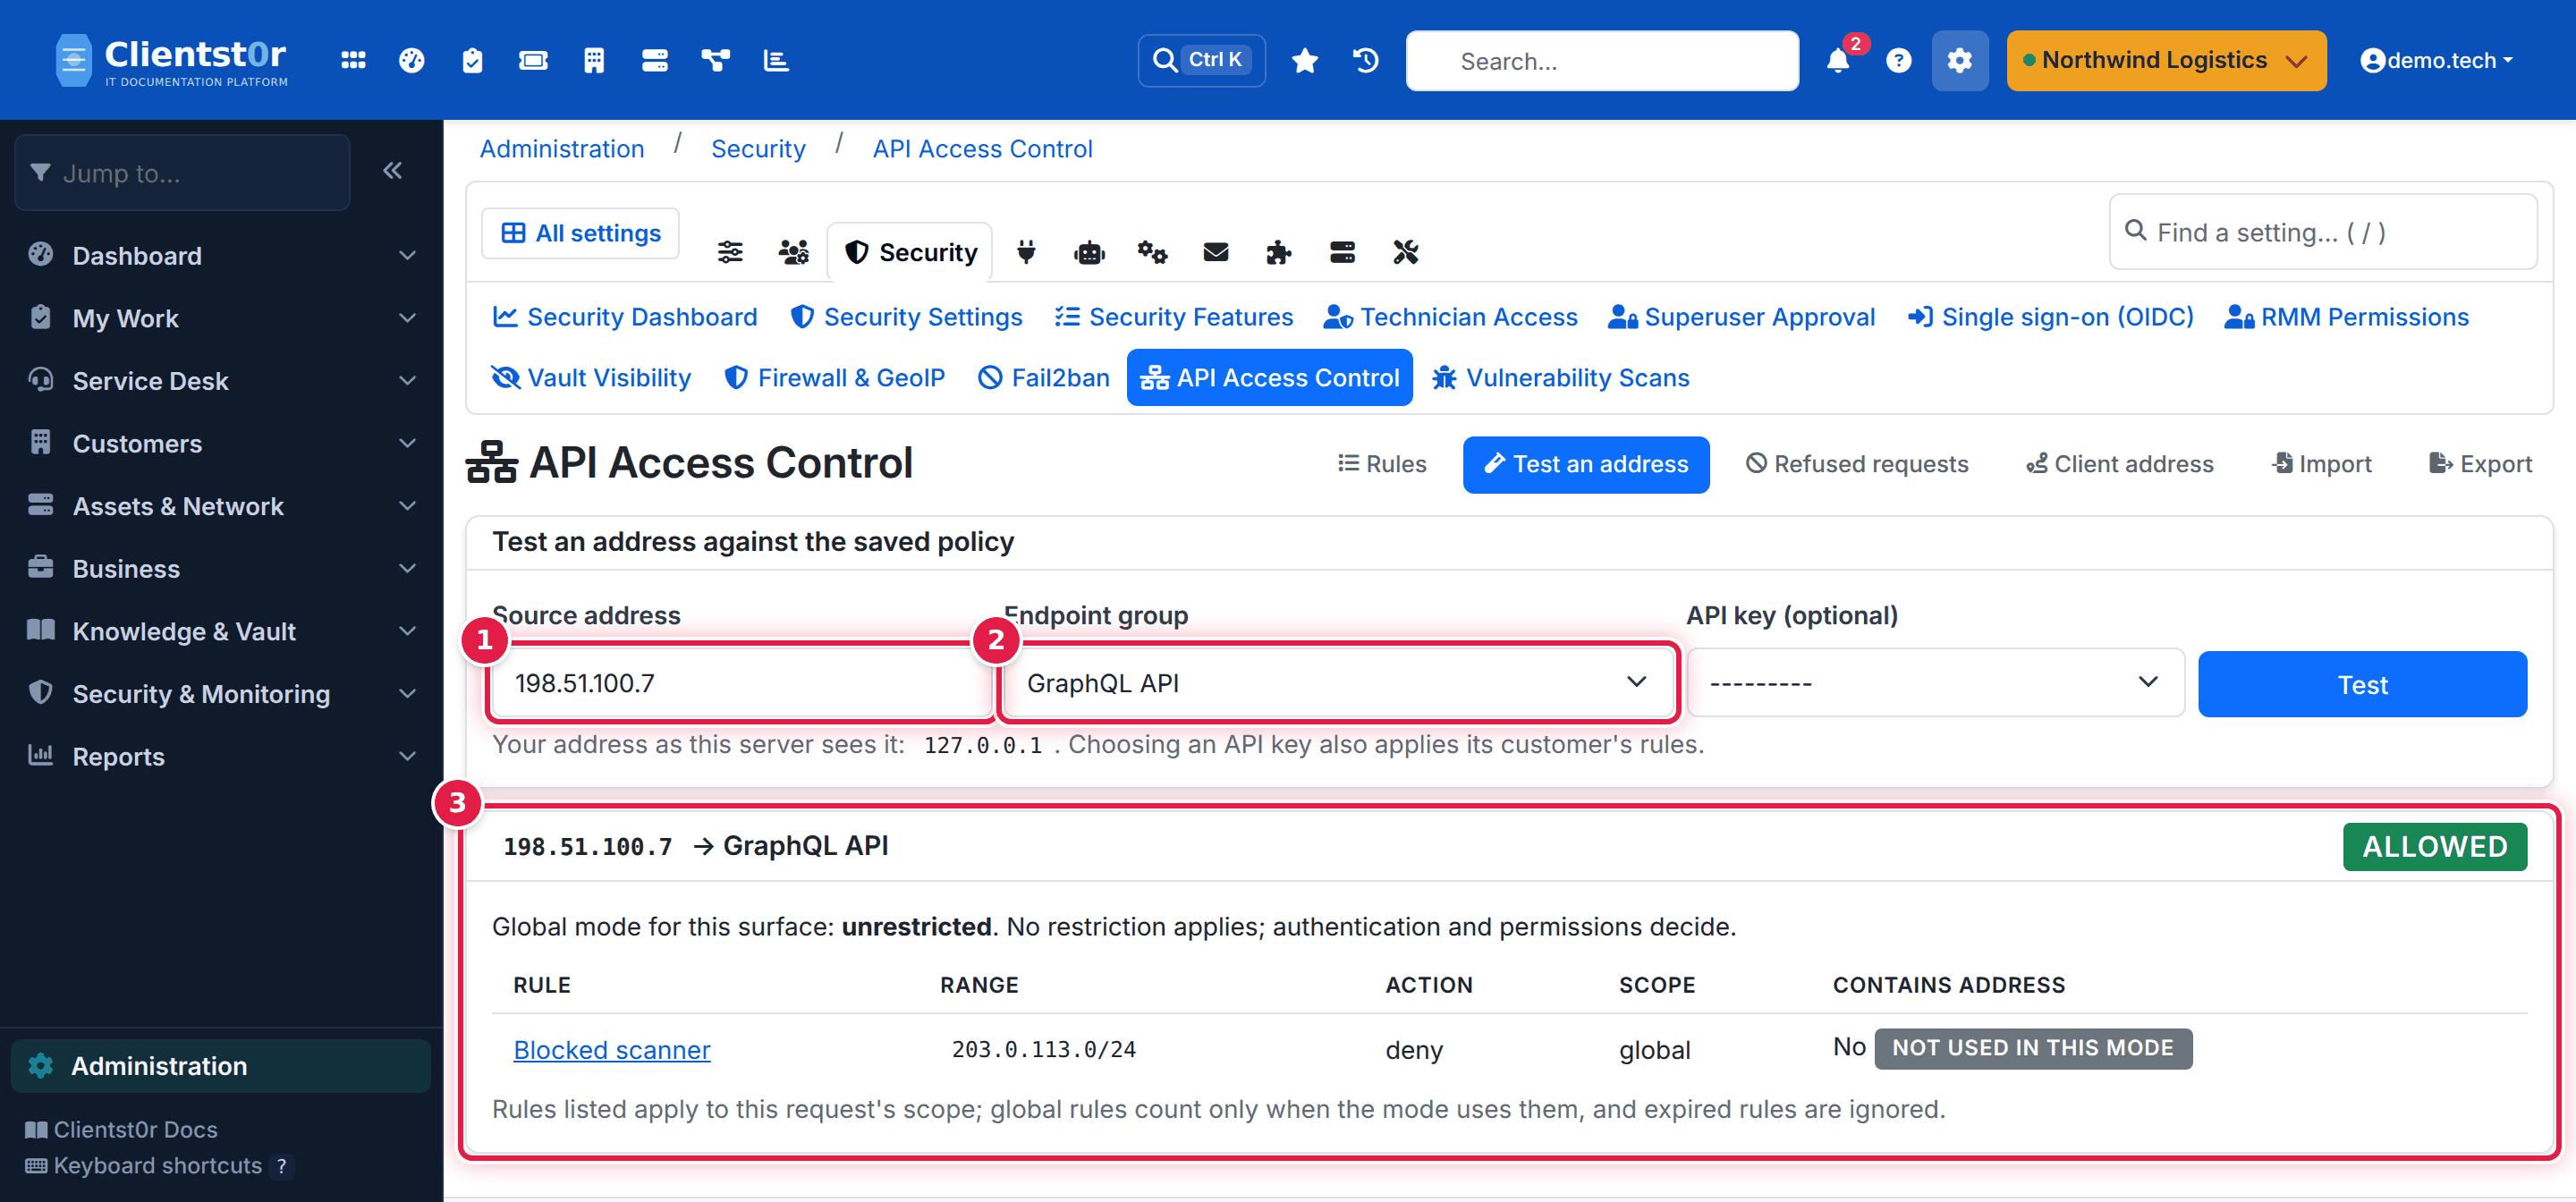 Clientst0r
IT DOCUMENTATION PLATFORM
Ctrl K
Search...
2
?
Northwind Logistics
demo.tech
Jump to...
Dashboard
My Work
Service Desk
Customers
Assets & Network
Business
Knowledge & Vault
Security & Monitoring
Reports
Administration
Clientst0r Docs
Keyboard shortcuts ?
Administration / Security / API Access Control
All settings
Security
Find a setting... ( / )
Security Dashboard
Security Settings
Security Features
Technician Access
Superuser Approval
Single sign-on (OIDC)
RMM Permissions
Vault Visibility
Firewall & GeoIP
Fail2ban
API Access Control
Vulnerability Scans
API Access Control
Rules
Test an address
Refused requests
Client address
Import
Export
Test an address against the saved policy
Source address
Endpoint group
API key (optional)
1
2
198.51.100.7
GraphQL API
---------
Test
Your address as this server sees it: 127.0.0.1 . Choosing an API key also applies its customer's rules.
3
198.51.100.7 → GraphQL API
ALLOWED
Global mode for this surface: unrestricted. No restriction applies; authentication and permissions decide.
RULE RANGE ACTION SCOPE CONTAINS ADDRESS
Blocked scanner 203.0.113.0/24 deny global No NOT USED IN THIS MODE
Rules listed apply to this request's scope; global rules count only when the mode uses them, and expired rules are ignored.